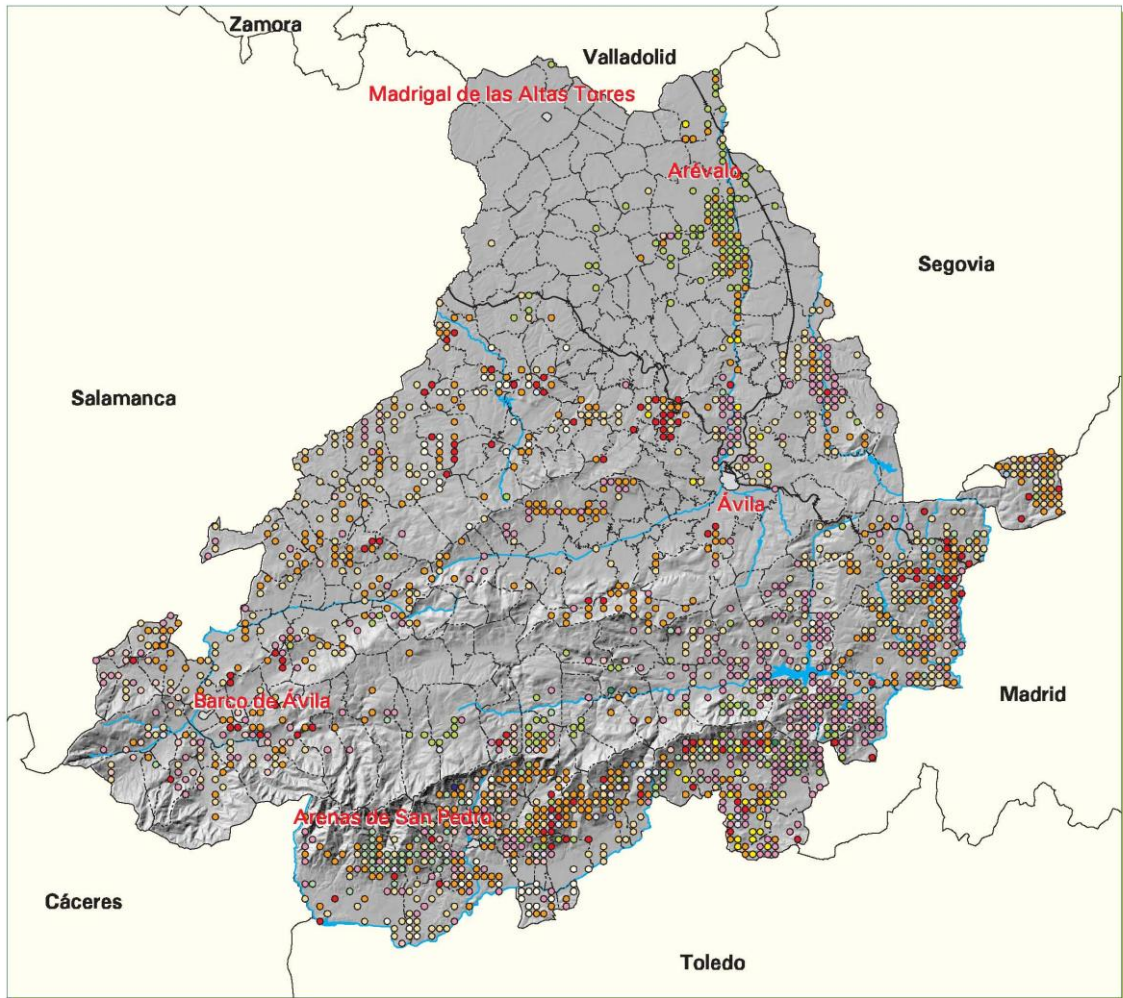 Zamora
Valladolid
Madrigal de las Altas Torres
Arévalo
Segovia
Salamanca
Ávila
Madrid
Barco de Ávila
Arenas de San Pedro
Cáceres
Toledo